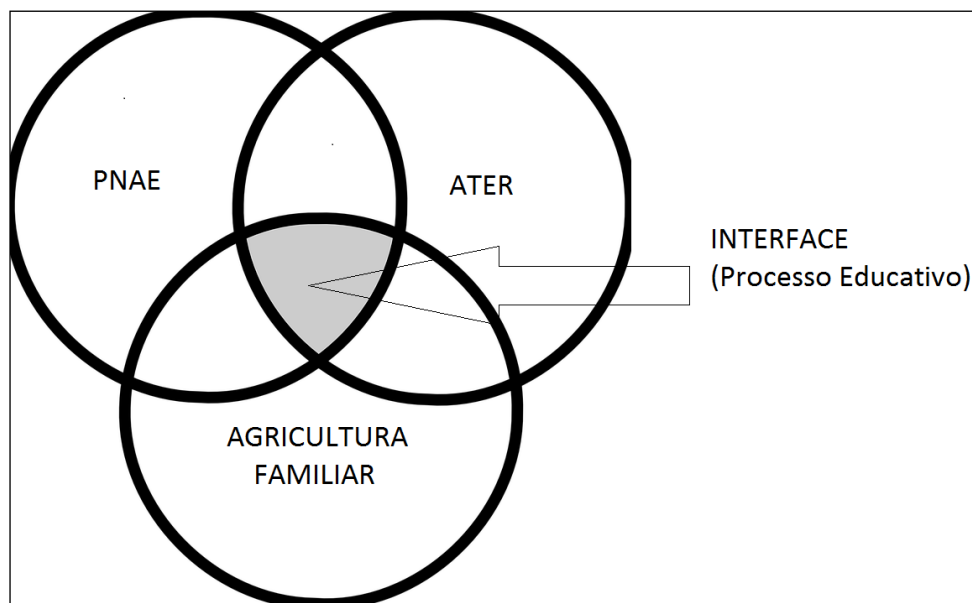 PNAE
ATER
INTERFACE
(Processo Educativo)
AGRICULTURA
FAMILIAR